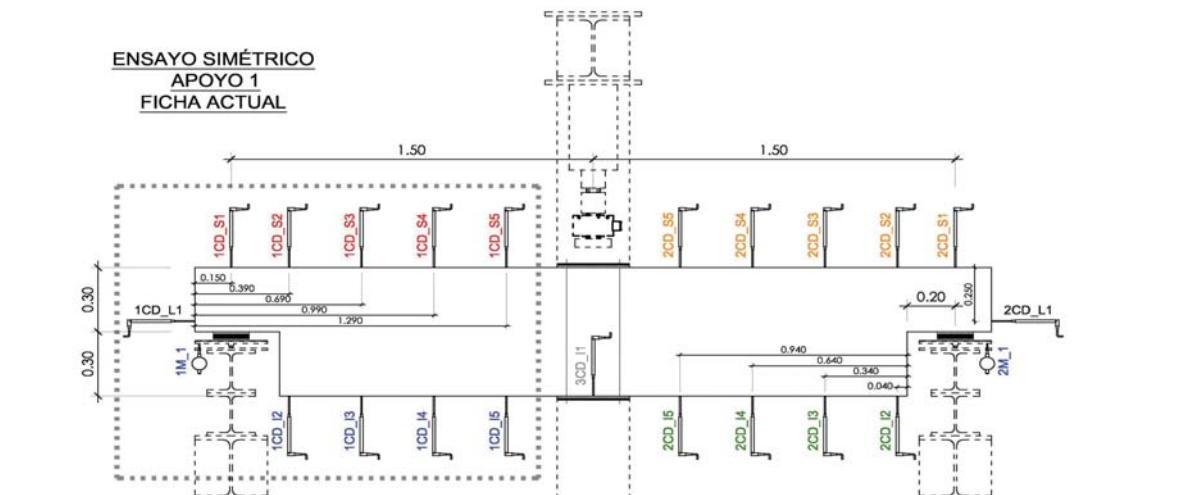 ENSAYO SIMÉTRICO
APOYO 1
FICHA ACTUAL
1.50
1.50
1CD_S1
1CD_S2
1CD_S3
1CD_S4
1CD_S5
2CD_S5
2CD_S4
2CD_S3
2CD_S2
2CD_S1
0.30
0.150
0.390
0.690
0.990
1.290
0.20
0.250
1CD_L1
2CD_L1
0.30
1M_1
3CD_I1
0.940
0.640
0.340
0.040
2M_1
1CD_I2
1CD_I3
1CD_I4
1CD_I5
2CD_I5
2CD_I4
2CD_I3
2CD_I2